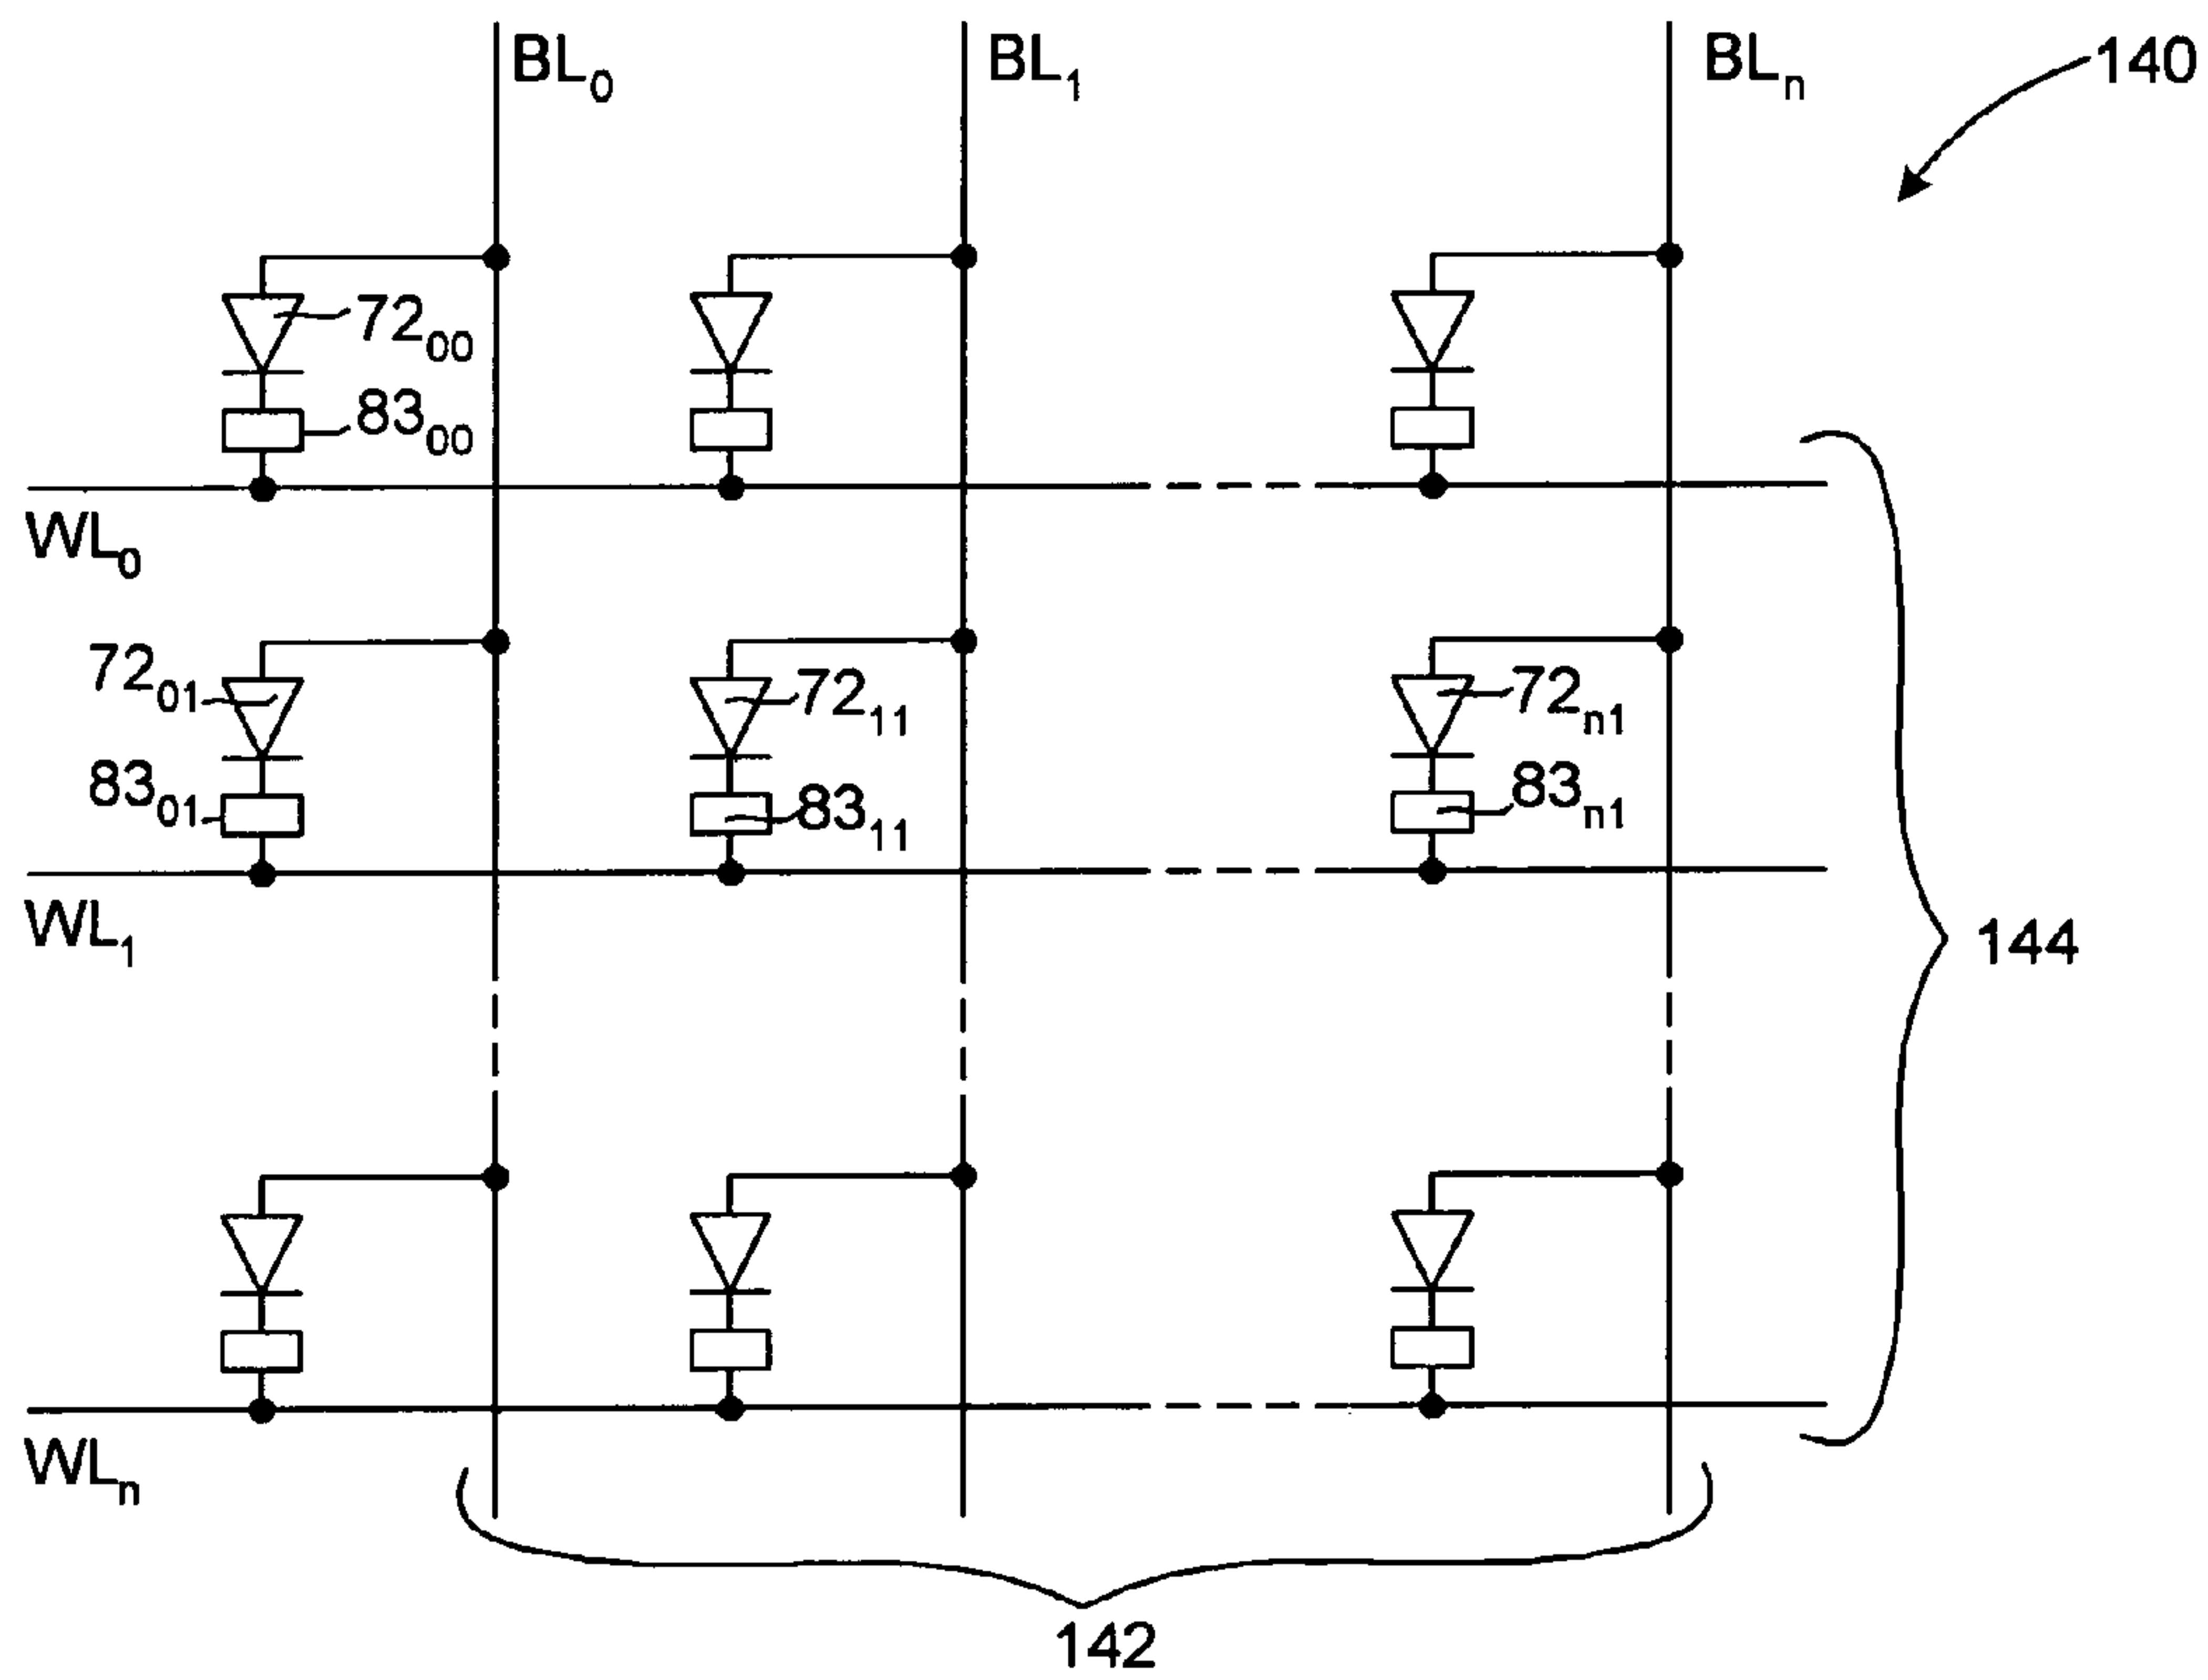 BL₀ BL₁ BLₙ 140
72₀₀
83₀₀
WL₀
72₀₁ 72₁₁ 72ₙ₁
83₀₁ 83₁₁ 83ₙ₁
WL₁ 144
WLₙ
142